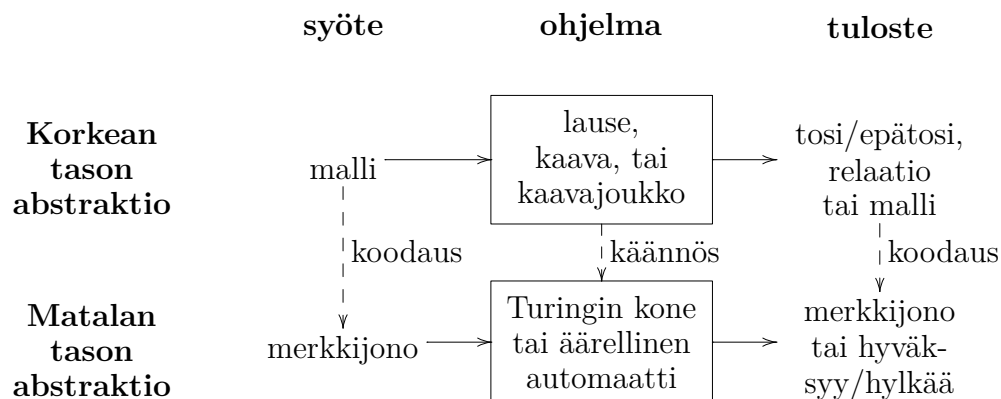 syöte ohjelma tuloste
Korkean
tason
abstraktio
malli
lause,
kaava, tai
kaavajoukko
tosi/epätosi,
relaatio
tai malli
koodaus käännös koodaus
Matalan
tason
abstraktio
merkkijono
Turingin kone
tai äärellinen
automaatti
merkkijono
tai hyväk-
syy/hylkää